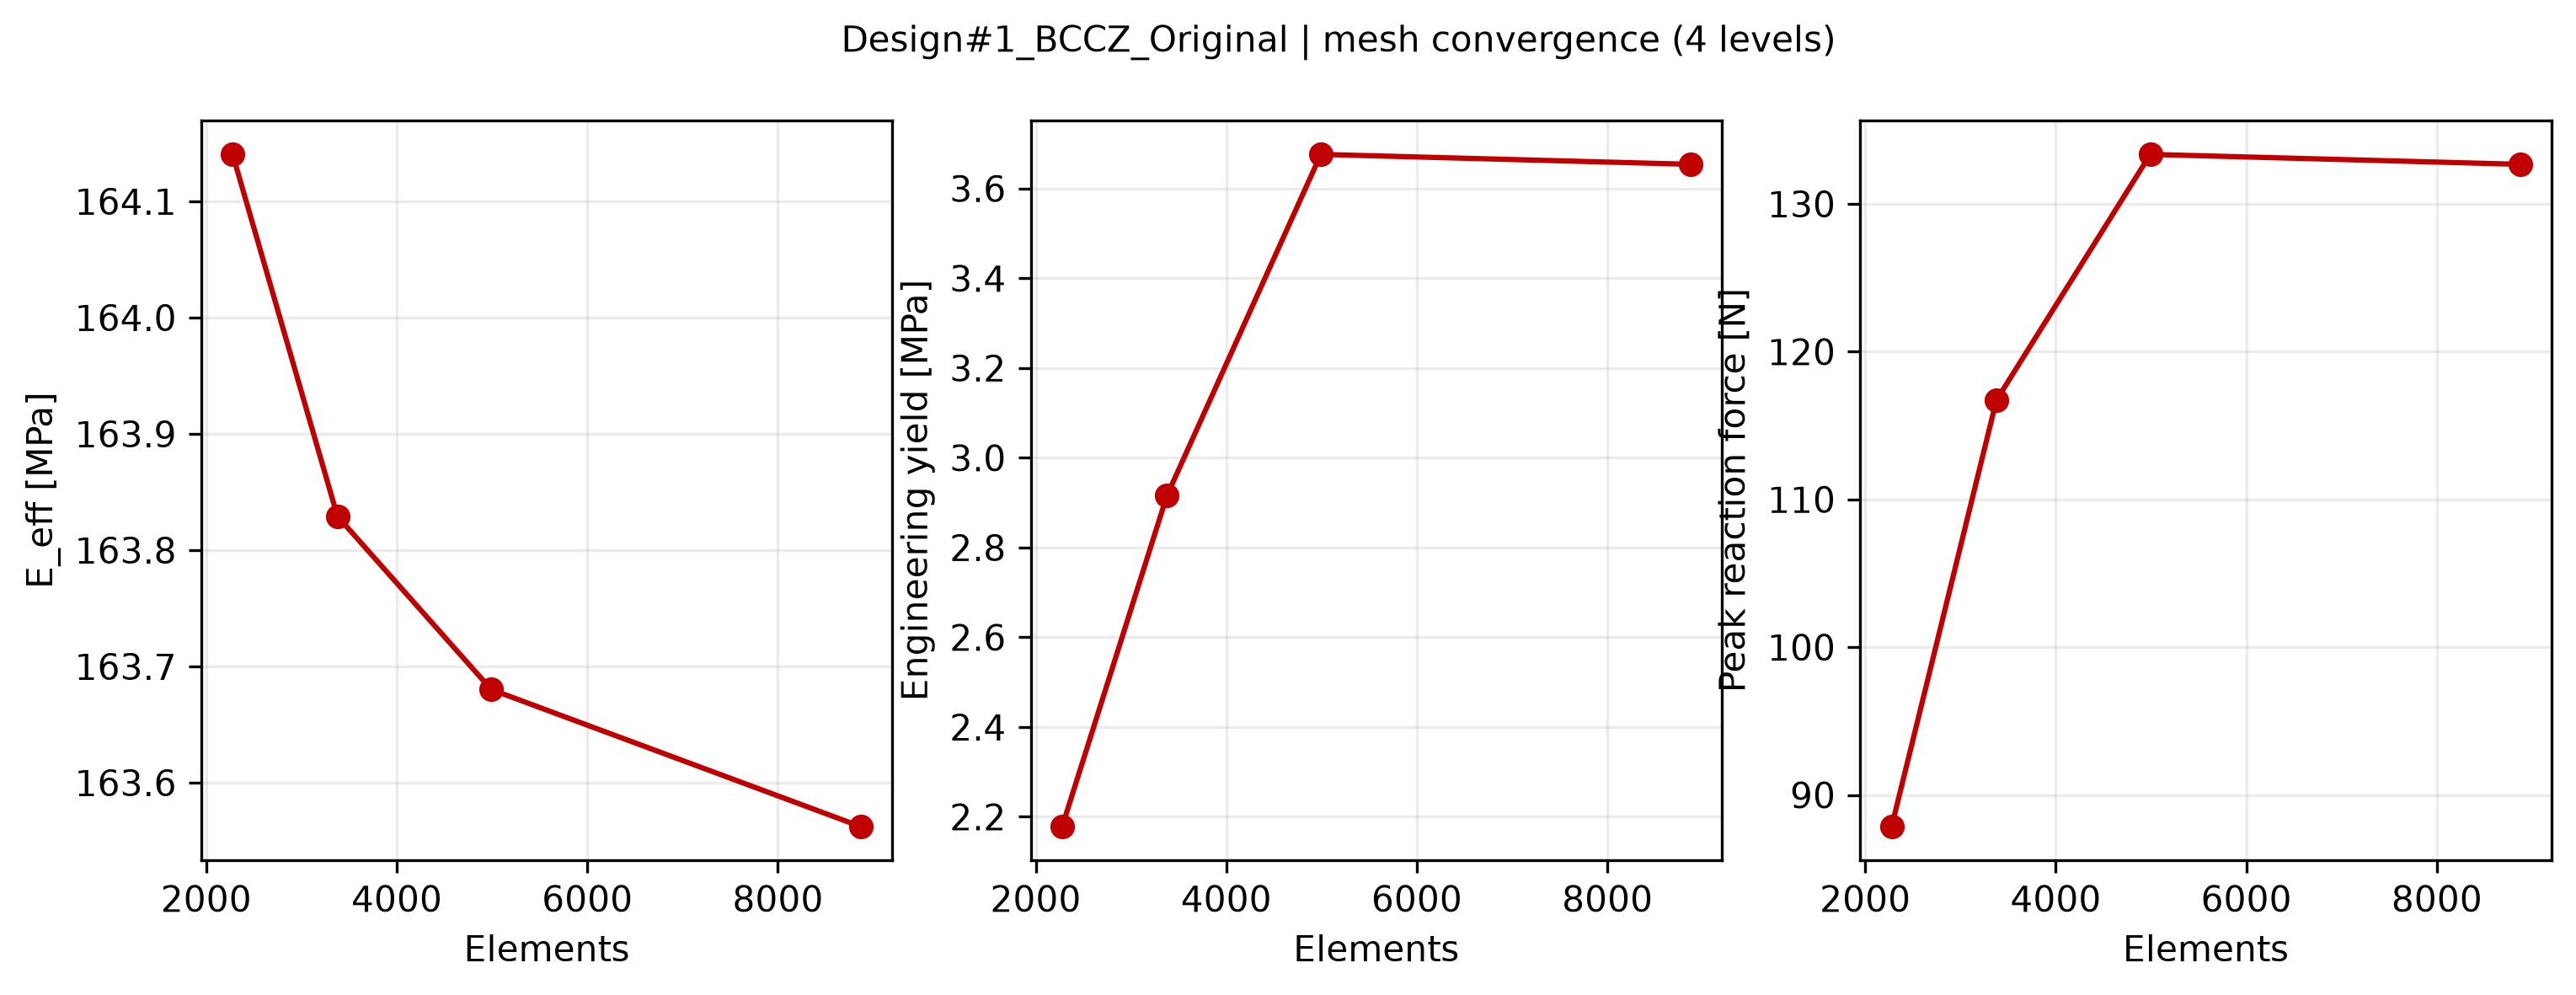 Design#1_BCCZ_Original | mesh convergence (4 levels)
E_eff [MPa]
164.1
164.0
163.9
163.8
163.7
163.6
2000 4000 6000 8000
Elements
Engineering yield [MPa]
3.6
3.4
3.2
3.0
2.8
2.6
2.4
2.2
2000 4000 6000 8000
Elements
Peak reaction force [N]
130
120
110
100
90
2000 4000 6000 8000
Elements